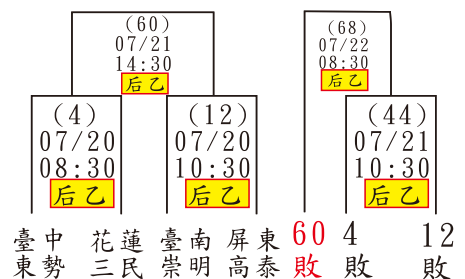 (60)
07/21
14:30
后乙
(68)
07/22
08:30
后乙
(4)
07/20
08:30
后乙
(12)
07/20
10:30
后乙
(44)
07/21
10:30
后乙
臺中
東勢
花蓮
三民
臺南
崇明
屏東
高泰
60
敗
4
敗
12
敗